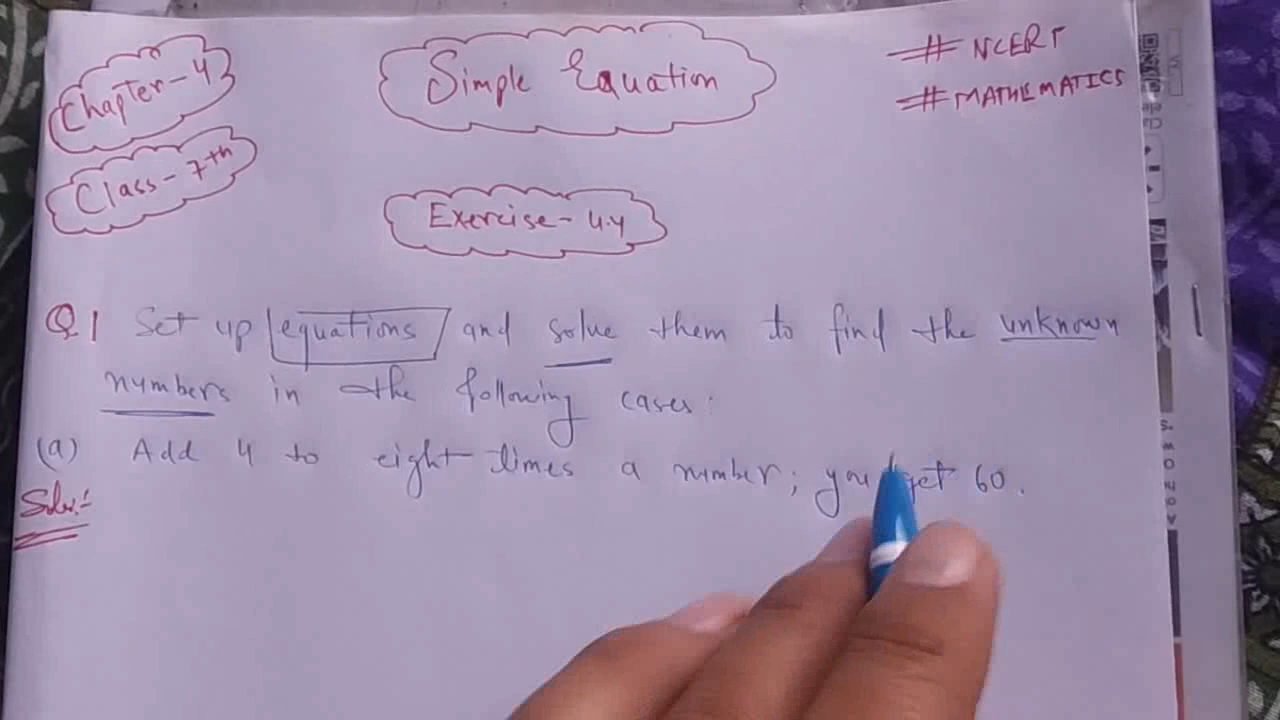 Chapter-4
Simple Equation
# NCERT
# MATHEMATICS
Class-7th
Exercise-4.4
Q1 Set up equations and solve them to find the unknown
numbers in the following cases:
(a) Add 4 to eight times a number; you get 60.
Soln:-